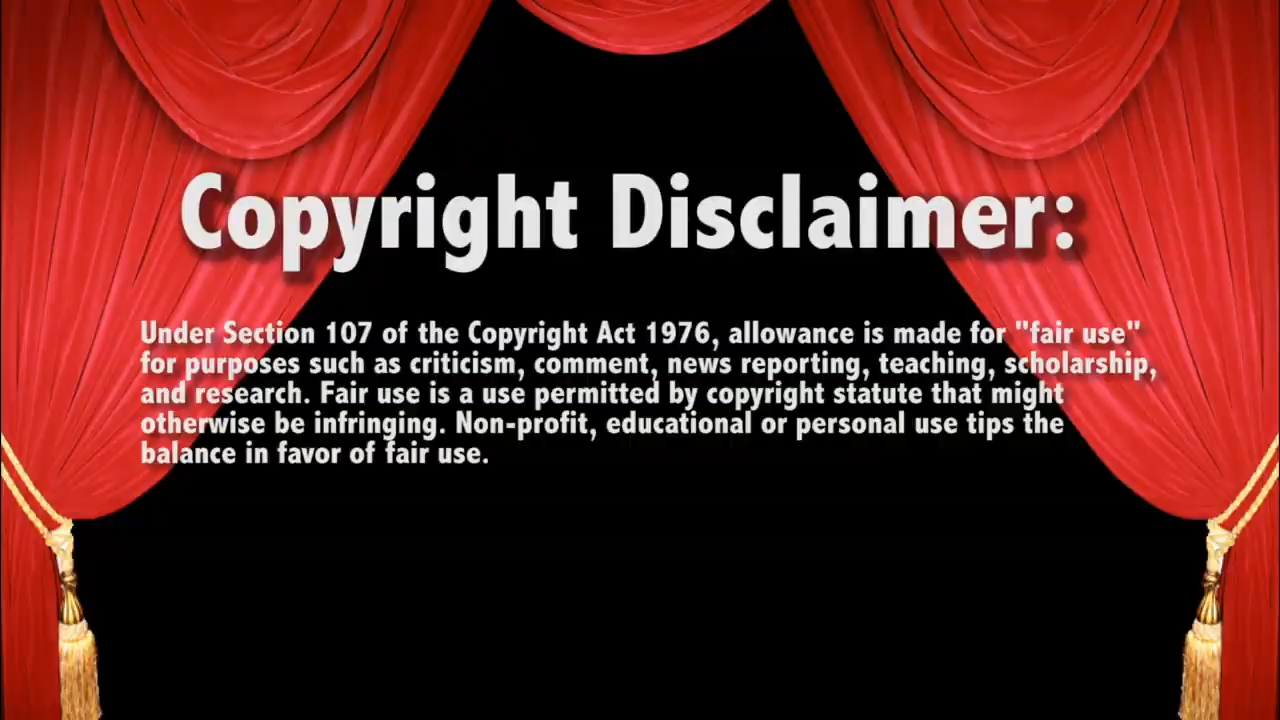 Copyright Disclaimer:
Under Section 107 of the Copyright Act 1976, allowance is made for "fair use"
for purposes such as criticism, comment, news reporting, teaching, scholarship,
and research. Fair use is a use permitted by copyright statute that might
otherwise be infringing. Non-profit, educational or personal use tips the
balance in favor of fair use.